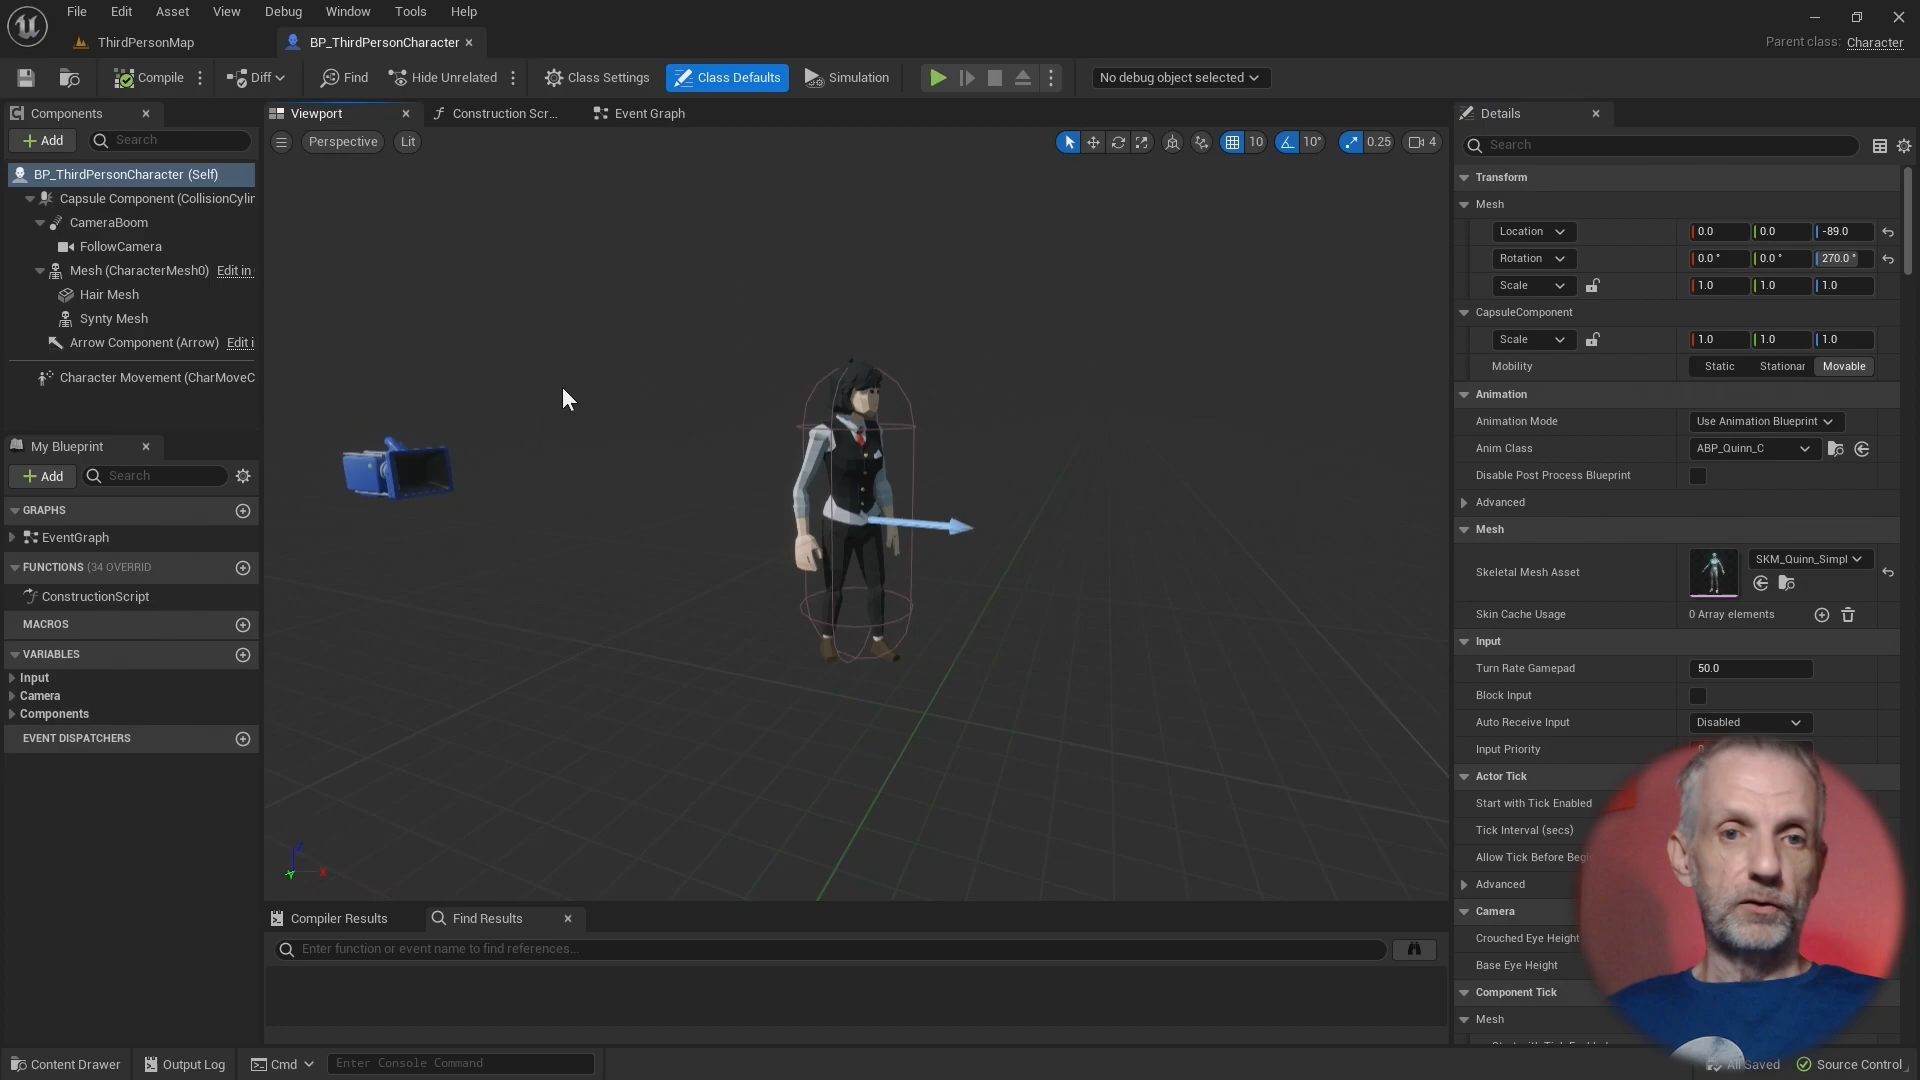 File Edit Asset View Debug Window Tools Help
ThirdPersonMap
BP_ThirdPersonCharacter
Parent class: Character
Compile
Diff
Find
Hide Unrelated
Class Settings
Class Defaults
Simulation
No debug object selected
Components
Add
Search
BP_ThirdPersonCharacter (Self)
Capsule Component (CollisionCylin
CameraBoom
FollowCamera
Mesh (CharacterMesh0) Edit in
Hair Mesh
Synty Mesh
Arrow Component (Arrow) Edit i
Character Movement (CharMoveC
My Blueprint
Add
Search
GRAPHS
EventGraph
FUNCTIONS (34 OVERRID
ConstructionScript
MACROS
VARIABLES
Input
Camera
Components
EVENT DISPATCHERS
Viewport
Construction Scr...
Event Graph
Perspective
Lit
10
10°
0.25
4
Z
Y
X
Compiler Results
Find Results
Enter function or event name to find references...
Details
Search
Transform
Mesh
Location 0.0 0.0 -89.0
Rotation 0.0 ° 0.0 ° 270.0 °
Scale 1.0 1.0 1.0
CapsuleComponent
Scale 1.0 1.0 1.0
Mobility Static Stationar Movable
Animation
Animation Mode Use Animation Blueprint
Anim Class ABP_Quinn_C
Disable Post Process Blueprint
Advanced
Mesh
Skeletal Mesh Asset SKM_Quinn_Simpl
Skin Cache Usage 0 Array elements
Input
Turn Rate Gamepad 50.0
Block Input
Auto Receive Input Disabled
Input Priority
Actor Tick
Start with Tick Enabled
Tick Interval (secs)
Allow Tick Before Beg
Advanced
Camera
Crouched Eye Height
Base Eye Height
Component Tick
Mesh
Content Drawer
Output Log
Cmd
Enter Console Command
All Saved
Source Control